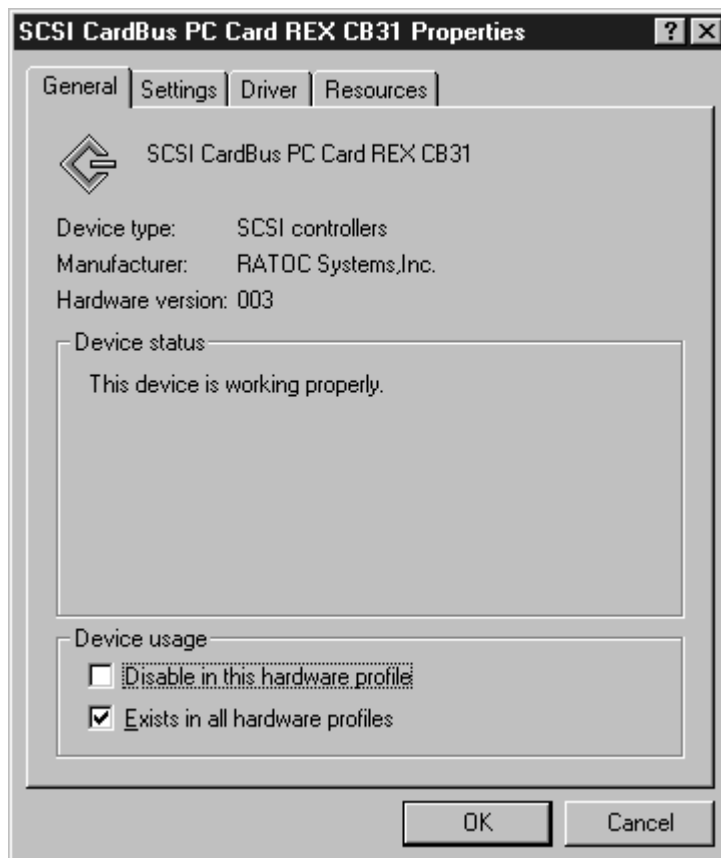 SCSI CardBus PC Card REX CB31 Properties
General Settings Driver Resources
SCSI CardBus PC Card REX CB31
Device type: SCSI controllers
Manufacturer: RATOC Systems,Inc.
Hardware version: 003
Device status
This device is working properly.
Device usage
Disable in this hardware profile
Exists in all hardware profiles
OK Cancel